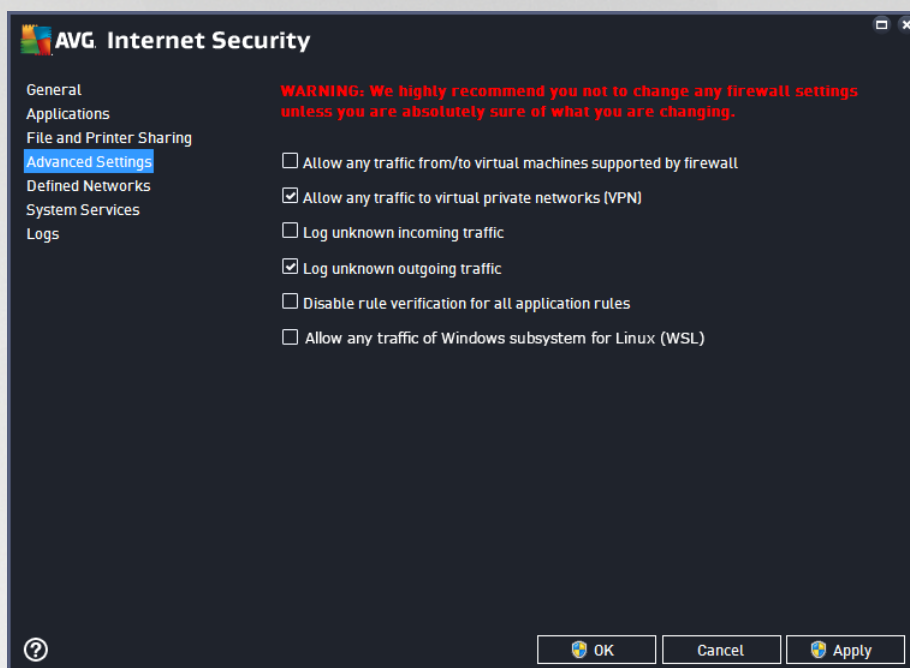 AVG. Internet Security
General
Applications
File and Printer Sharing
Advanced Settings
Defined Networks
System Services
Logs
WARNING: We highly recommend you not to change any firewall settings
unless you are absolutely sure of what you are changing.
Allow any traffic from/to virtual machines supported by firewall
Allow any traffic to virtual private networks (VPN)
Log unknown incoming traffic
Log unknown outgoing traffic
Disable rule verification for all application rules
Allow any traffic of Windows subsystem for Linux (WSL)
?
OK
Cancel
Apply